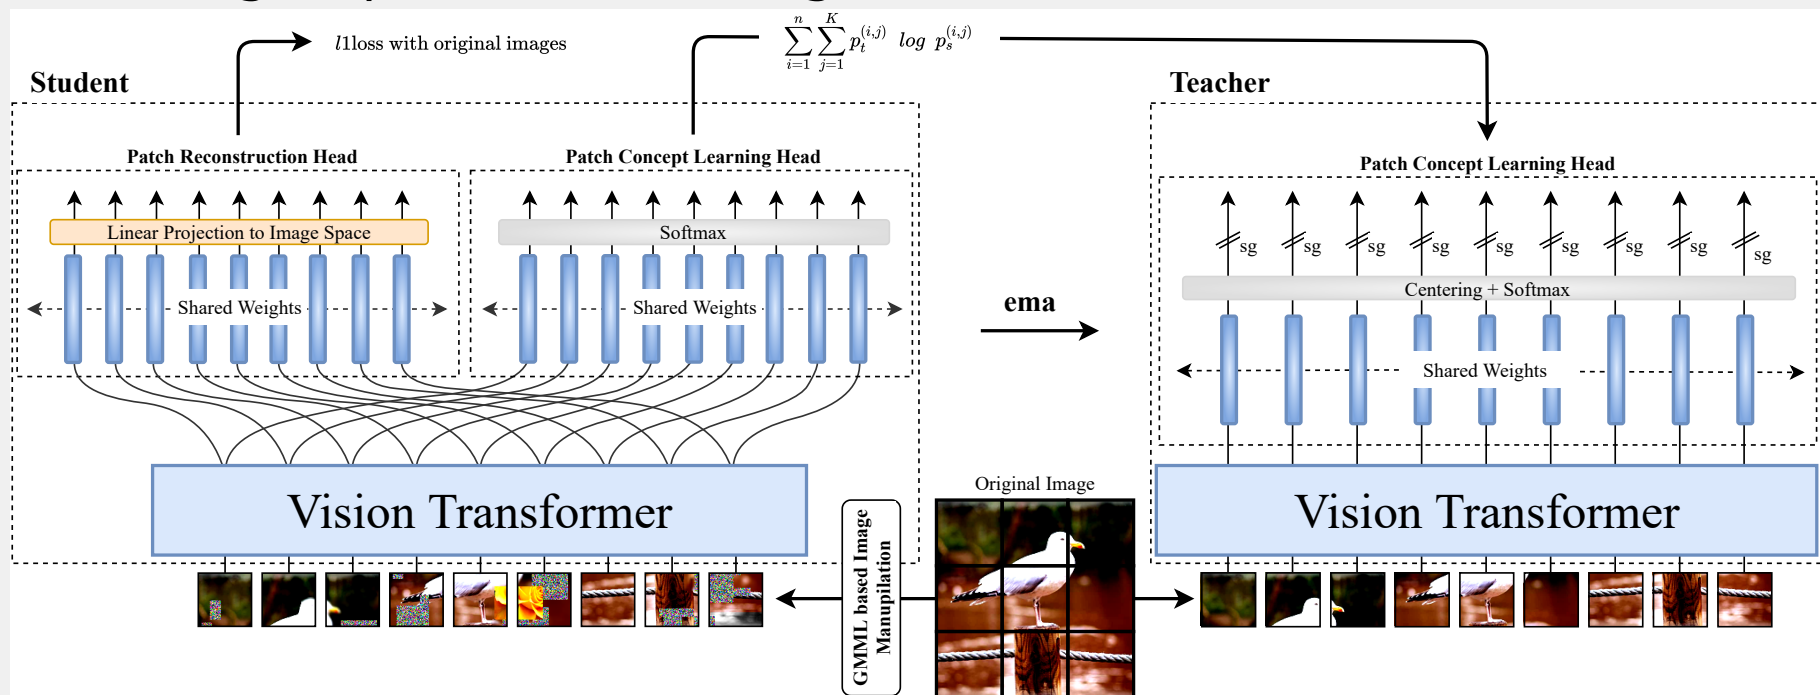 l1loss with original images
\sum_{i=1}^{n} \sum_{j=1}^{K} p_t^{(i,j)} log p_s^{(i,j)}
Student
Teacher
Patch Reconstruction Head
Patch Concept Learning Head
Patch Concept Learning Head
Linear Projection to Image Space
Softmax
sg sg sg sg sg sg sg sg sg
Centering + Softmax
Shared Weights
Shared Weights
ema
Shared Weights
Original Image
Vision Transformer
Vision Transformer
GMML based Image
Manupilation